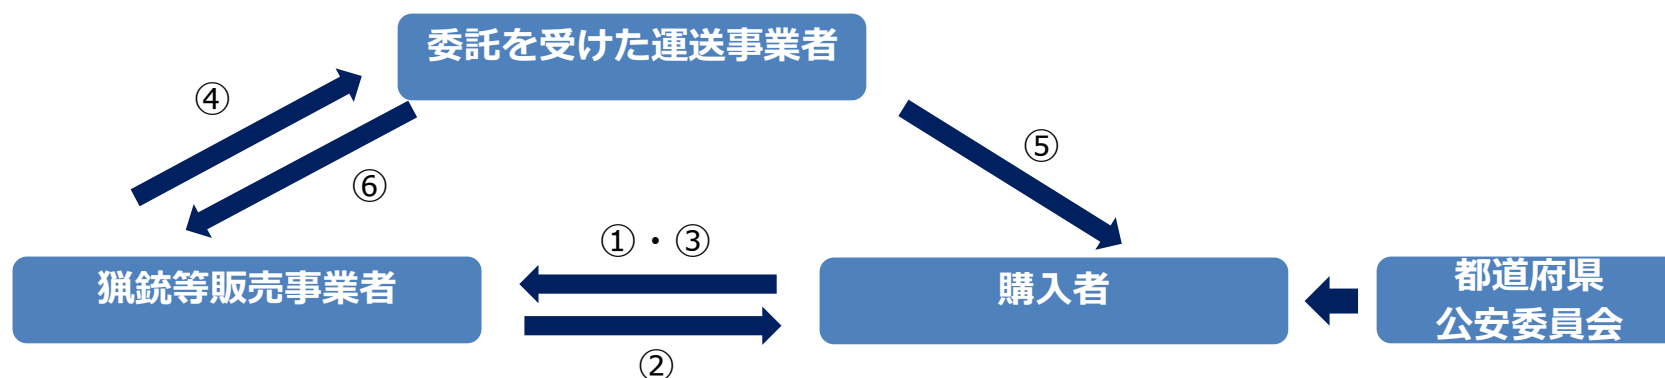 委託を受けた運送事業者
④
⑤
⑥
①・③
猟銃等販売事業者
購入者
都道府県
公安委員会
②